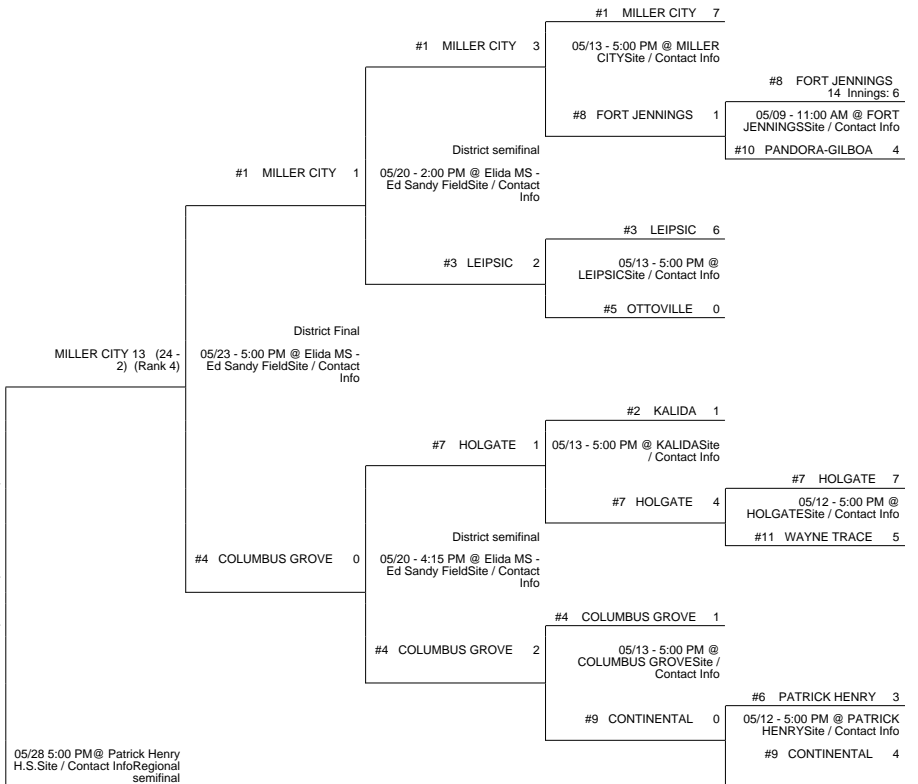 #1 MILLER CITY 7
#1 MILLER CITY 3
05/13 - 5:00 PM @ MILLER
CITYSite / Contact Info
#8 FORT JENNINGS
14 Innings: 6
#8 FORT JENNINGS 1
05/09 - 11:00 AM @ FORT
JENNINGSSite / Contact Info
#10 PANDORA-GILBOA 4
District semifinal
#1 MILLER CITY 1
05/20 - 2:00 PM @ Elida MS -
Ed Sandy FieldSite / Contact
Info
#3 LEIPSIC 6
#3 LEIPSIC 2
05/13 - 5:00 PM @
LEIPSICSite / Contact Info
#5 OTTOVILLE 0
District Final
MILLER CITY 13 (24 -
2) (Rank 4)
05/23 - 5:00 PM @ Elida MS -
Ed Sandy FieldSite / Contact
Info
#2 KALIDA 1
#7 HOLGATE 1
05/13 - 5:00 PM @ KALIDASite
/ Contact Info
#7 HOLGATE 7
#7 HOLGATE 4
05/12 - 5:00 PM @
HOLGATESite / Contact Info
#11 WAYNE TRACE 5
District semifinal
#4 COLUMBUS GROVE 0
05/20 - 4:15 PM @ Elida MS -
Ed Sandy FieldSite / Contact
Info
#4 COLUMBUS GROVE 1
#4 COLUMBUS GROVE 2
05/13 - 5:00 PM @
COLUMBUS GROVESite /
Contact Info
#6 PATRICK HENRY 3
#9 CONTINENTAL 0
05/12 - 5:00 PM @ PATRICK
HENRYSite / Contact Info
#9 CONTINENTAL 4
05/28 5:00 PM@ Patrick Henry
H.S.Site / Contact InfoRegional
semifinal